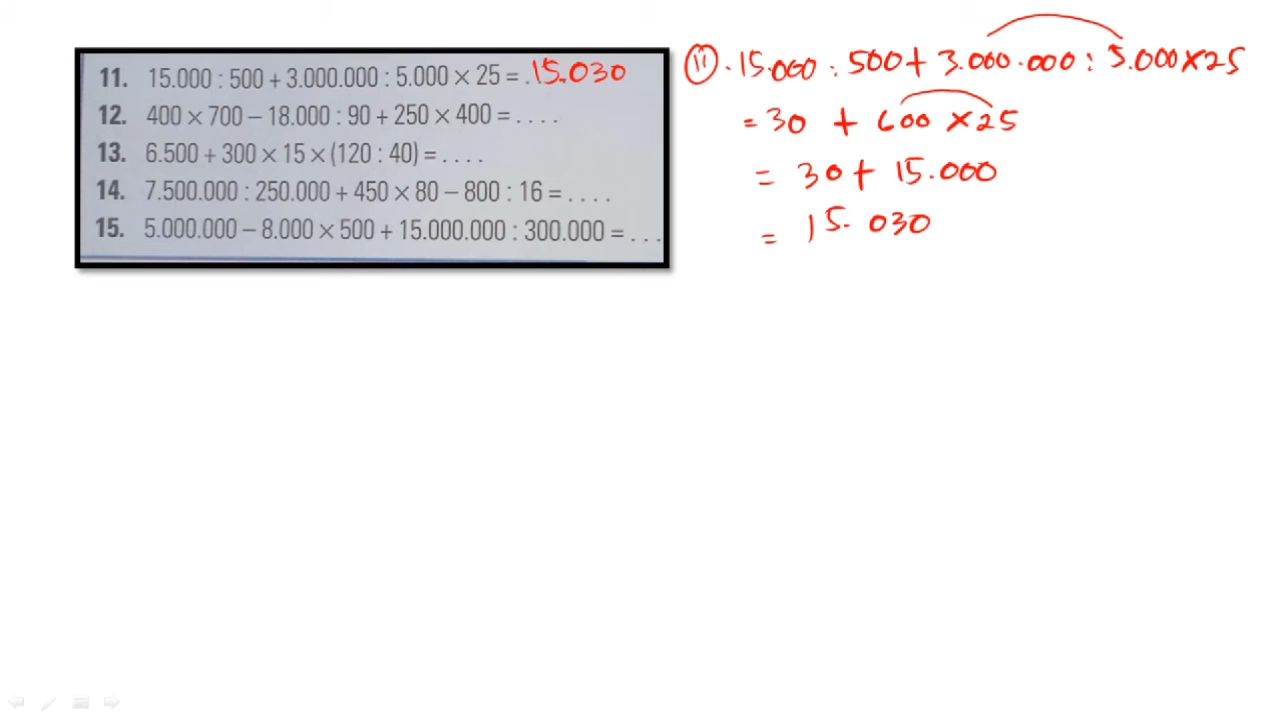 11. 15.000 : 500 + 3.000.000 : 5.000 × 25 = . 15.030
12. 400 × 700 – 18.000 : 90 + 250 × 400 = . . . .
13. 6.500 + 300 × 15 × (120 : 40) = . . . .
14. 7.500.000 : 250.000 + 450 × 80 – 800 : 16 = . . . .
15. 5.000.000 – 8.000 × 500 + 15.000.000 : 300.000 = . . .
11. 15.000 : 500 + 3.000.000 : 5.000 × 25
= 30 + 600 × 25
= 30 + 15.000
= 15.030